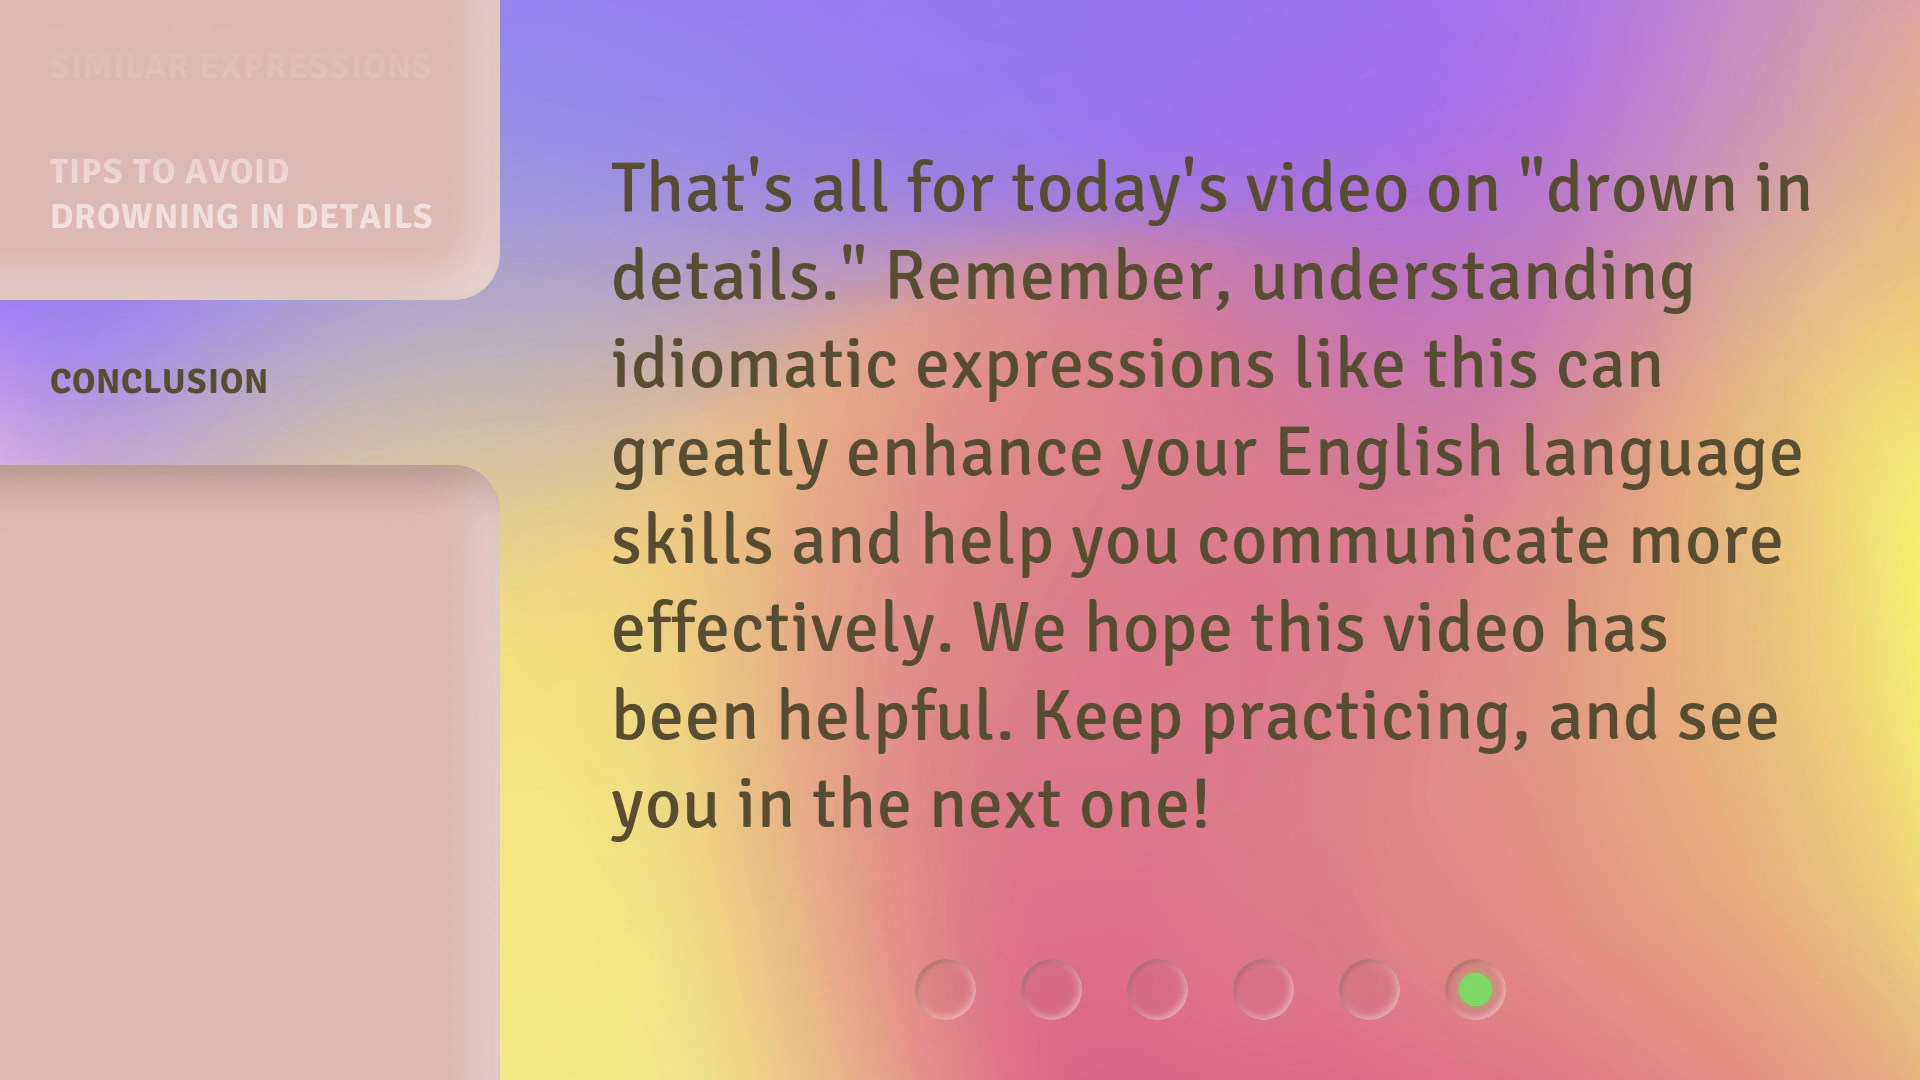 SYNONYMS AND
SIMILAR EXPRESSIONS
TIPS TO AVOID
DROWNING IN DETAILS
CONCLUSION
That's all for today's video on "drown in
details." Remember, understanding
idiomatic expressions like this can
greatly enhance your English language
skills and help you communicate more
effectively. We hope this video has
been helpful. Keep practicing, and see
you in the next one!